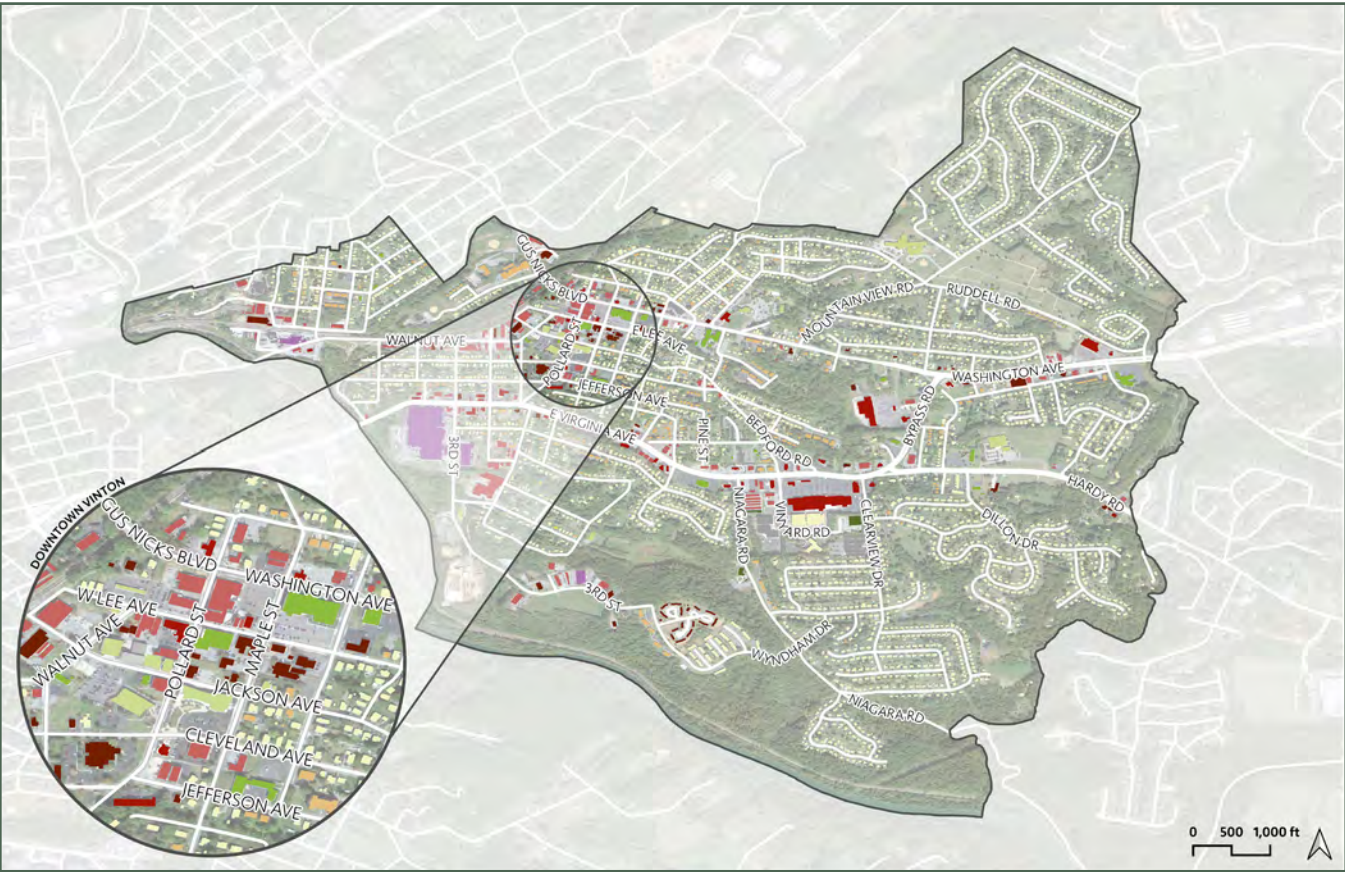 GUS NICKS BLVD
WALNUT AVE
POLLARD ST
E LEE AVE
JEFFERSON AVE
E VIRGINIA AVE
3RD ST
PINE ST
BEDFORD RD
MOUNTAIN VIEW RD
RUDDELL RD
WASHINGTON AVE
BYPASS RD
HARDY RD
NIAGARA RD
CLEARVIEW DR
DILLON DR
3RD ST
WYNDHAM DR
NIAGARA RD
DOWNTOWN VINTON
GUS NICKS BLVD
WASHINGTON AVE
W LEE AVE
WALNUT AVE
POLLARD ST
MAPLE ST
JACKSON AVE
CLEVELAND AVE
JEFFERSON AVE
0 500 1,000 ft